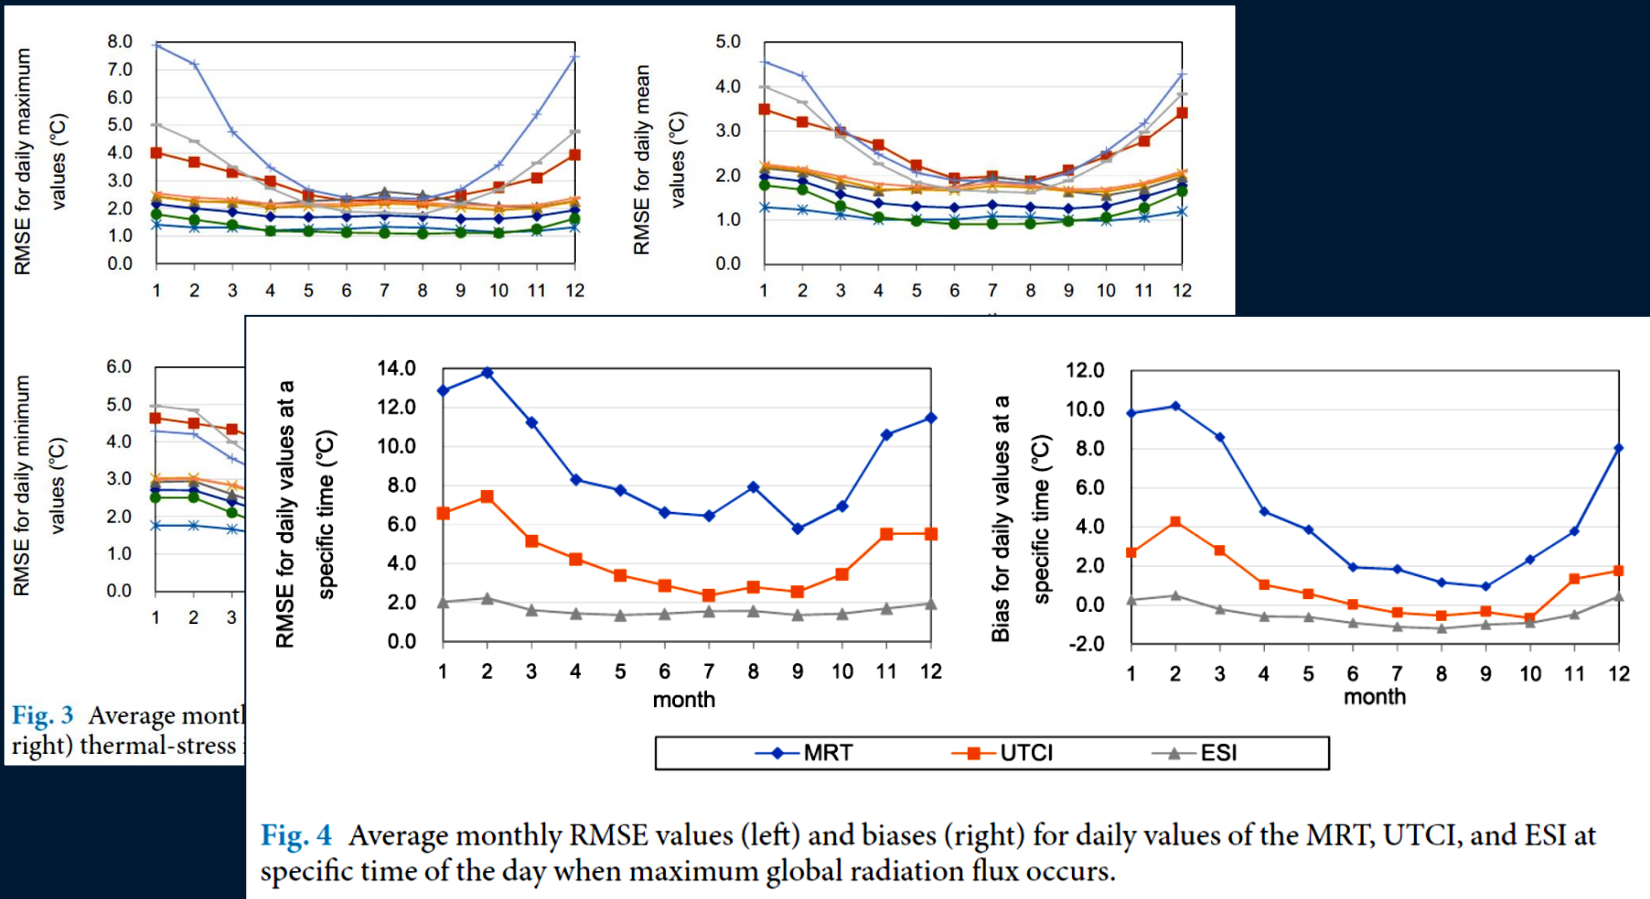 RMSE for daily maximum
values (°C)
8.0
7.0
6.0
5.0
4.0
3.0
2.0
1.0
0.0
1 2 3 4 5 6 7 8 9 10 11 12
RMSE for daily mean
values (°C)
5.0
4.0
3.0
2.0
1.0
0.0
1 2 3 4 5 6 7 8 9 10 11 12
RMSE for daily minimum
values (°C)
6.0
5.0
4.0
3.0
2.0
1.0
0.0
1 2 3
Fig. 3 Average
right) thermal-stress
RMSE for daily values at a
specific time (°C)
14.0
12.0
10.0
8.0
6.0
4.0
2.0
0.0
1 2 3 4 5 6 7 8 9 10 11 12
month
Bias for daily values at a
specific time (°C)
12.0
10.0
8.0
6.0
4.0
2.0
0.0
-2.0
1 2 3 4 5 6 7 8 9 10 11 12
month
MRT UTCI ESI
Fig. 4 Average monthly RMSE values (left) and biases (right) for daily values of the MRT, UTCI, and ESI at
specific time of the day when maximum global radiation flux occurs.